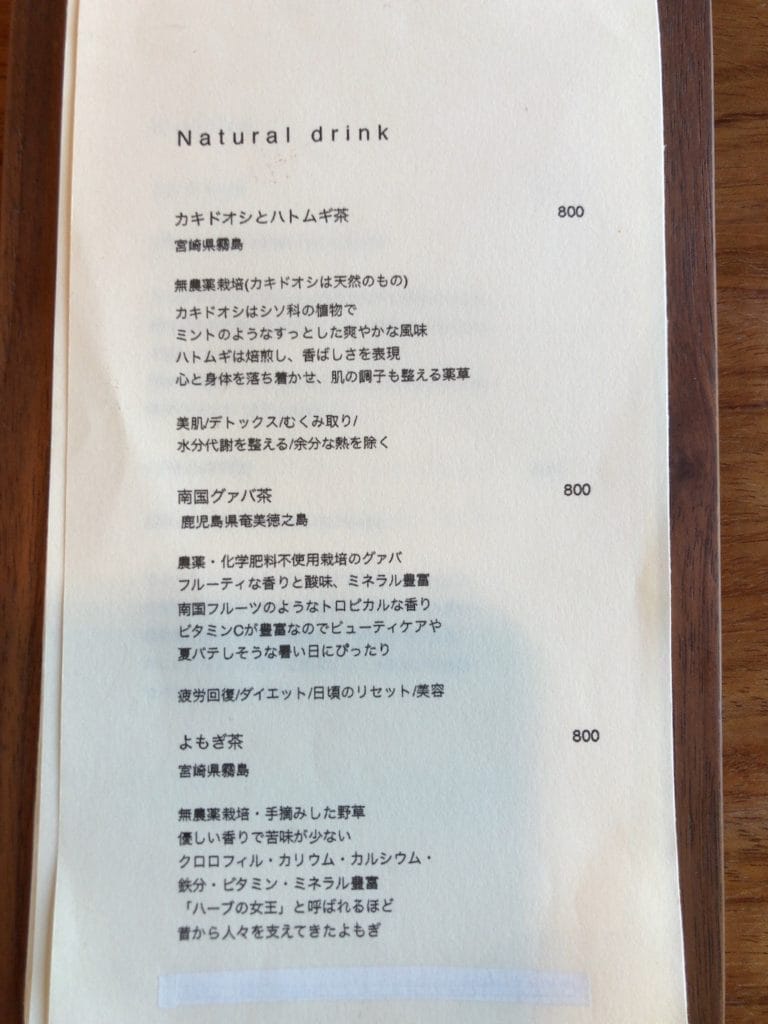 Natural drink
カキドオシとハトムギ茶 800
宮崎県霧島
無農薬栽培(カキドオシは天然のもの)
カキドオシはシソ科の植物で
ミントのようなすっとした爽やかな風味
ハトムギは焙煎し、香ばしさを表現
心と身体を落ち着かせ、肌の調子も整える薬草
美肌/デトックス/むくみ取り/
水分代謝を整える/余分な熱を除く
南国グァバ茶 800
鹿児島県奄美徳之島
農薬・化学肥料不使用栽培のグァバ
フルーティな香りと酸味、ミネラル豊富
南国フルーツのようなトロピカルな香り
ビタミンCが豊富なのでビューティケアや
夏バテしそうな暑い日にぴったり
疲労回復/ダイエット/日頃のリセット/美容
よもぎ茶 800
宮崎県霧島
無農薬栽培・手摘みした野草
優しい香りで苦味が少ない
クロロフィル・カリウム・カルシウム・
鉄分・ビタミン・ミネラル豊富
「ハーブの女王」と呼ばれるほど
昔から人々を支えてきたよもぎ